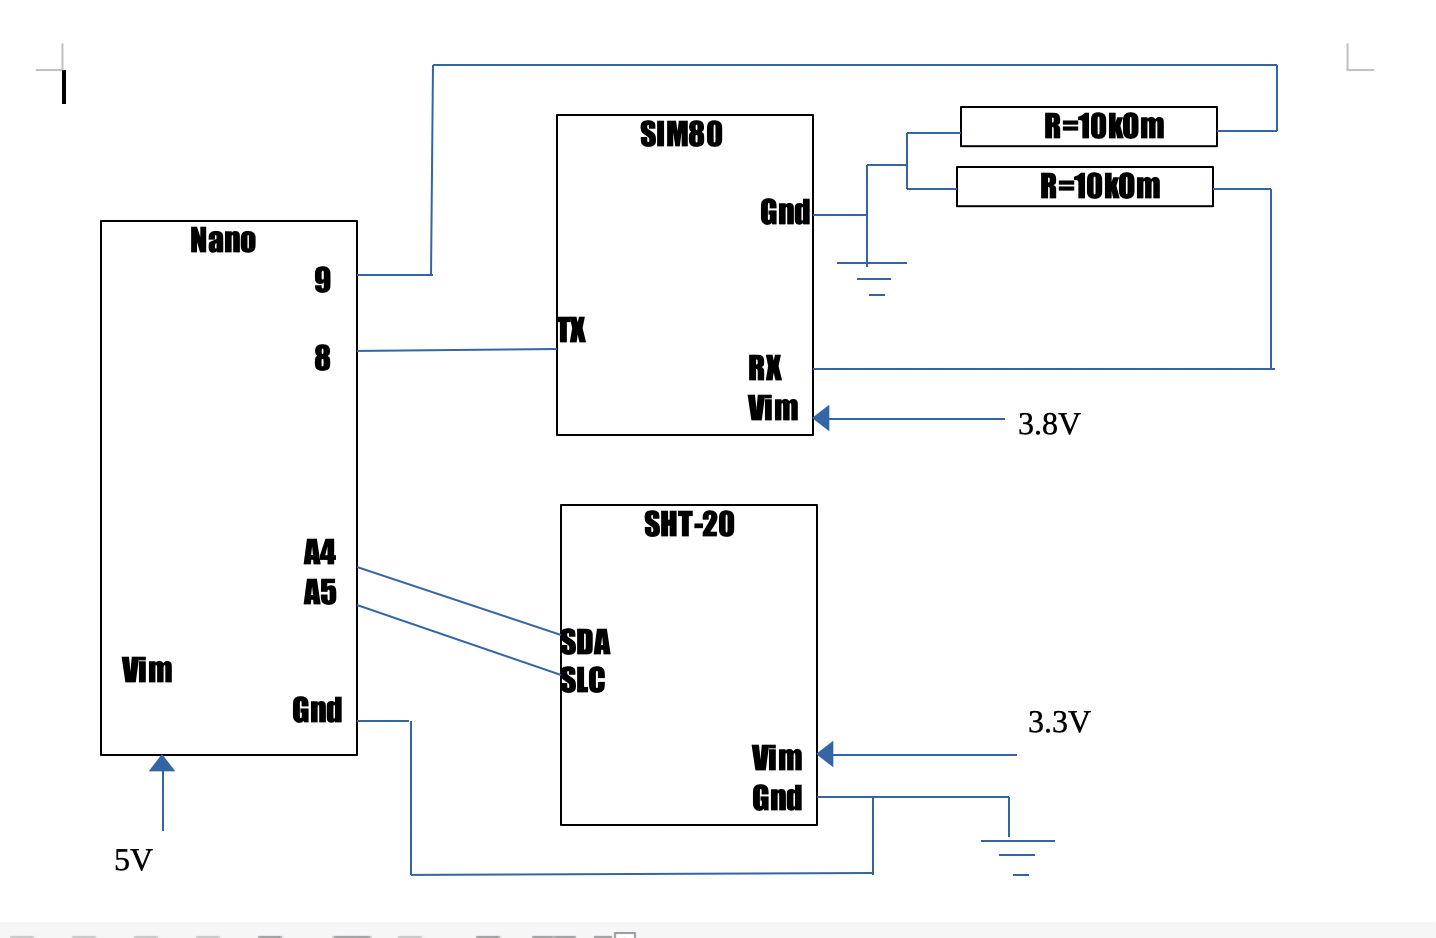 SIM80
R=10kOm
R=10kOm
Gnd
Nano
9
TX
8
RX
Vim
3.8V
SHT-20
A4
A5
SDA
SLC
Vim
Gnd
3.3V
Vim
Gnd
5V